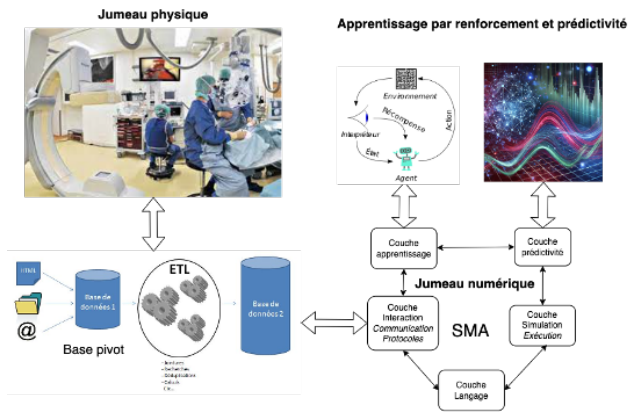 Jumeau physique
Apprentissage par renforcement et prédictivité
Environnement
Récompense
Action
Interpréteur
État
Agent
Couche
apprentissage
Couche
prédictivité
Jumeau numérique
HTML
@
Base de
données 1
Base pivot
ETL
Base de
données 2
Couche
Interaction
Communication
Protocoles
SMA
Couche
Simulation
Exécution
Couche
Langage